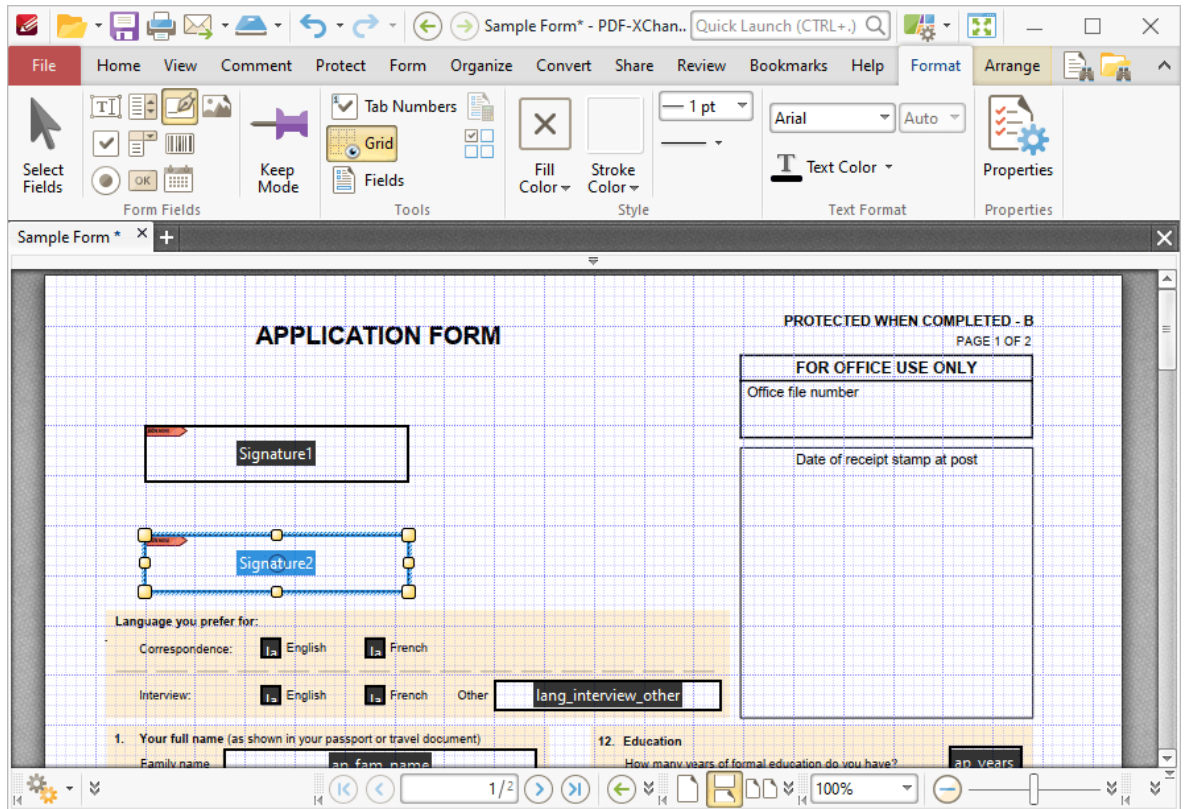 Sample Form* - PDF-XChan..
Quick Launch (CTRL+.)
File Home View Comment Protect Form Organize Convert Share Review Bookmarks Help Format Arrange
Select Fields
OK
Keep Mode
Tab Numbers
Grid
Fields
Fill Color
Stroke Color
1 pt
Arial
Auto
Text Color
Properties
Form Fields Tools Style Text Format Properties
Sample Form *
APPLICATION FORM
PROTECTED WHEN COMPLETED - B
PAGE 1 OF 2
FOR OFFICE USE ONLY
Office file number
Date of receipt stamp at post
Signature1
Signature2
Language you prefer for:
Correspondence: la English la French
Interview: la English la French Other lang_interview_other
1. Your full name (as shown in your passport or travel document)
Family name ap_fam_name
12. Education
How many years of formal education do you have? ap_years
1/2
100%